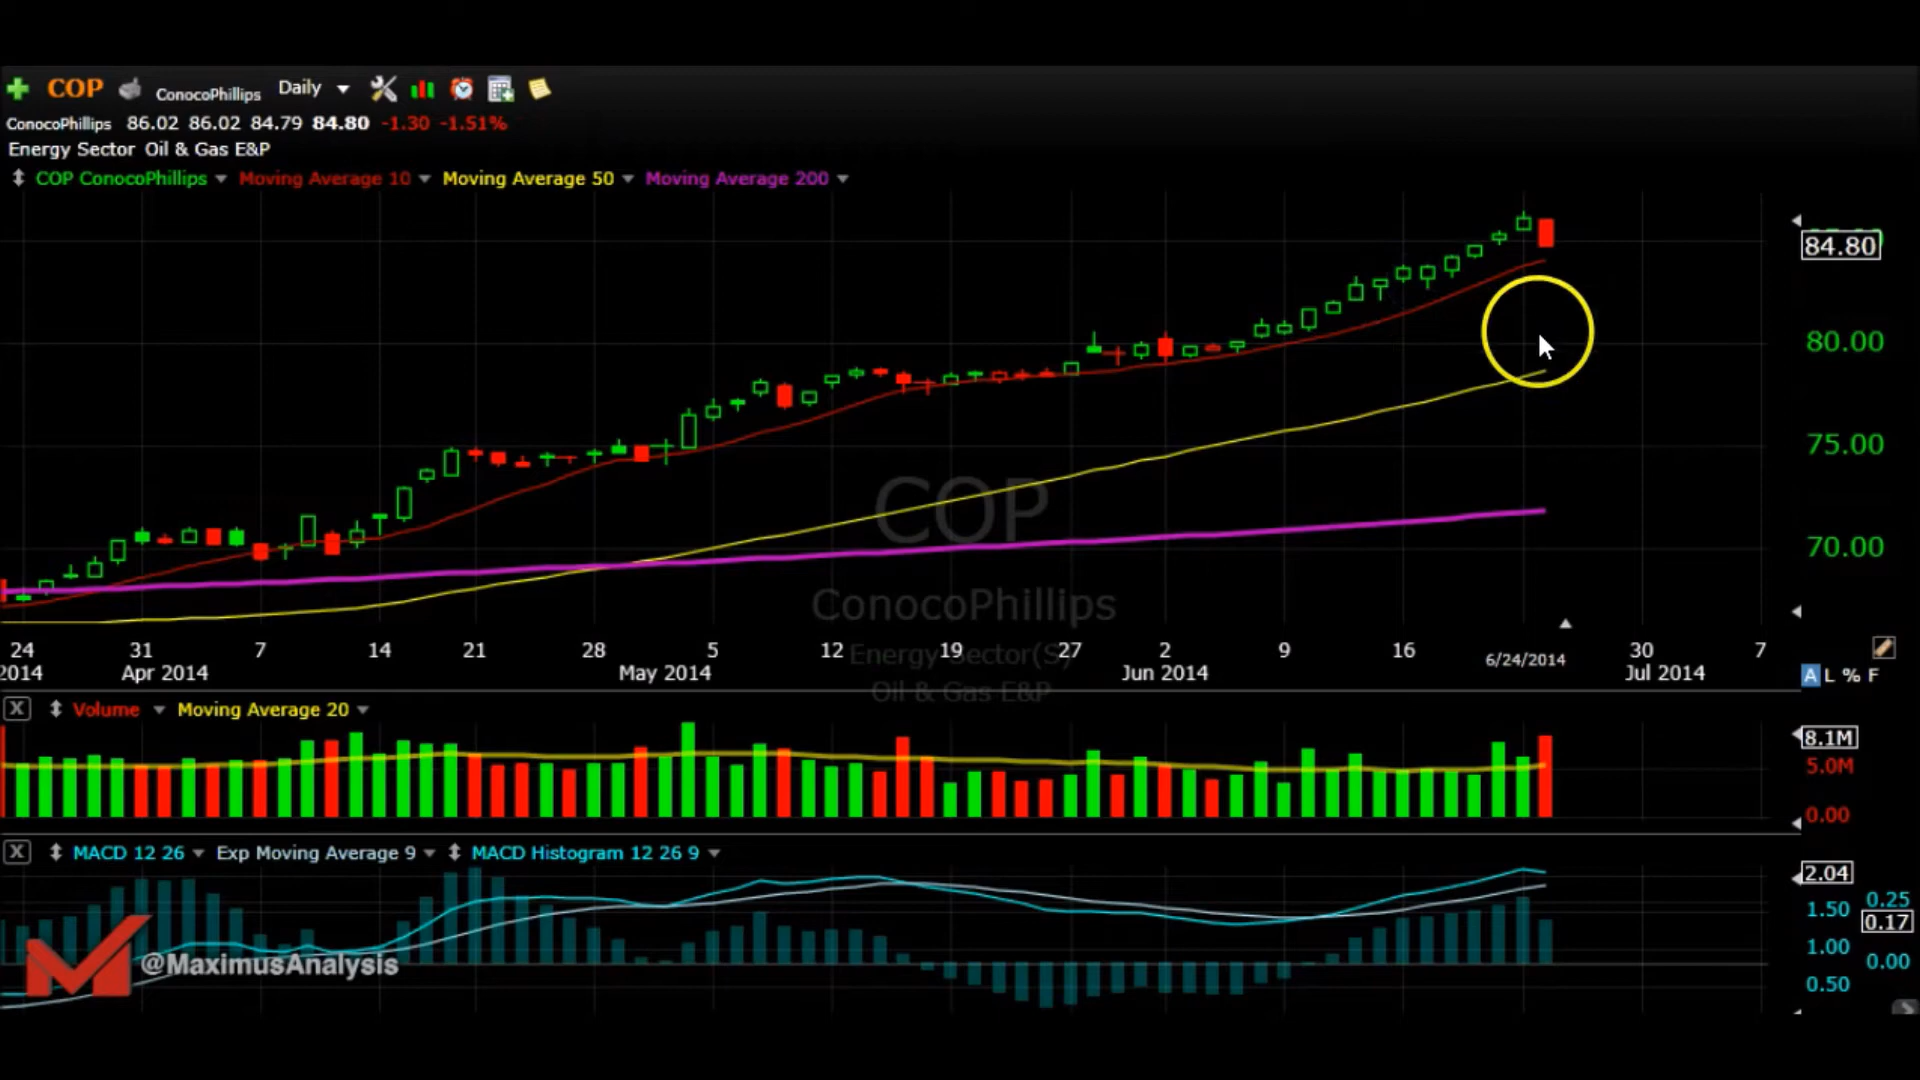 COP ConocoPhillips Daily
ConocoPhillips 86.02 86.02 84.79 84.80 -1.30 -1.51%
Energy Sector Oil & Gas E&P
COP ConocoPhillips Moving Average 10 Moving Average 50 Moving Average 200
84.80
80.00
75.00
70.00
COP
ConocoPhillips
Energy Sector(S)
Oil & Gas E&P
24 31 7 14 21 28 5 12 19 27 2 9 16 6/24/2014 30 7
2014 Apr 2014 May 2014 Jun 2014 Jul 2014
A L % F
X Volume Moving Average 20
8.1M
5.0M
0.00
X MACD 12 26 Exp Moving Average 9 MACD Histogram 12 26 9
2.04
1.50 0.25
0.17
1.00 0.00
0.50
@MaximusAnalysis